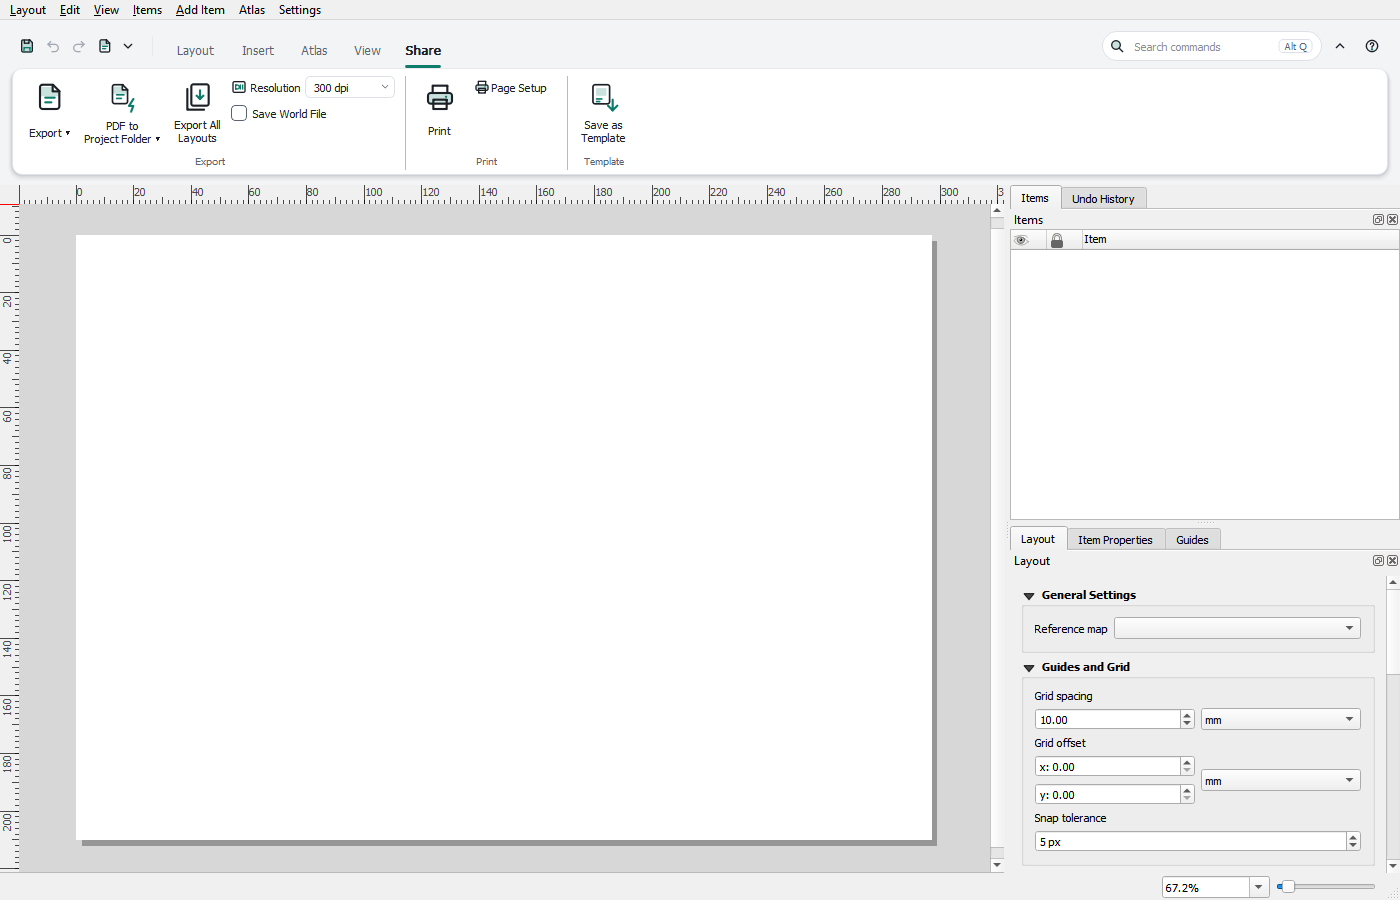 Layout Edit View Items Add Item Atlas Settings
Layout Insert Atlas View Share
Search commands Alt Q
Export
PDF to
Project Folder
Export All
Layouts
Resolution 300 dpi
Save World File
Export
Print
Page Setup
Print
Save as
Template
Template
0 20 40 60 80 100 120 140 160 180 200 220 240 260 280 300 3
0
20
40
60
80
100
120
140
160
180
200
Items Undo History
Items
Item
Layout Item Properties Guides
Layout
General Settings
Reference map
Guides and Grid
Grid spacing
10.00 mm
Grid offset
x: 0.00
mm
y: 0.00
Snap tolerance
5 px
67.2%